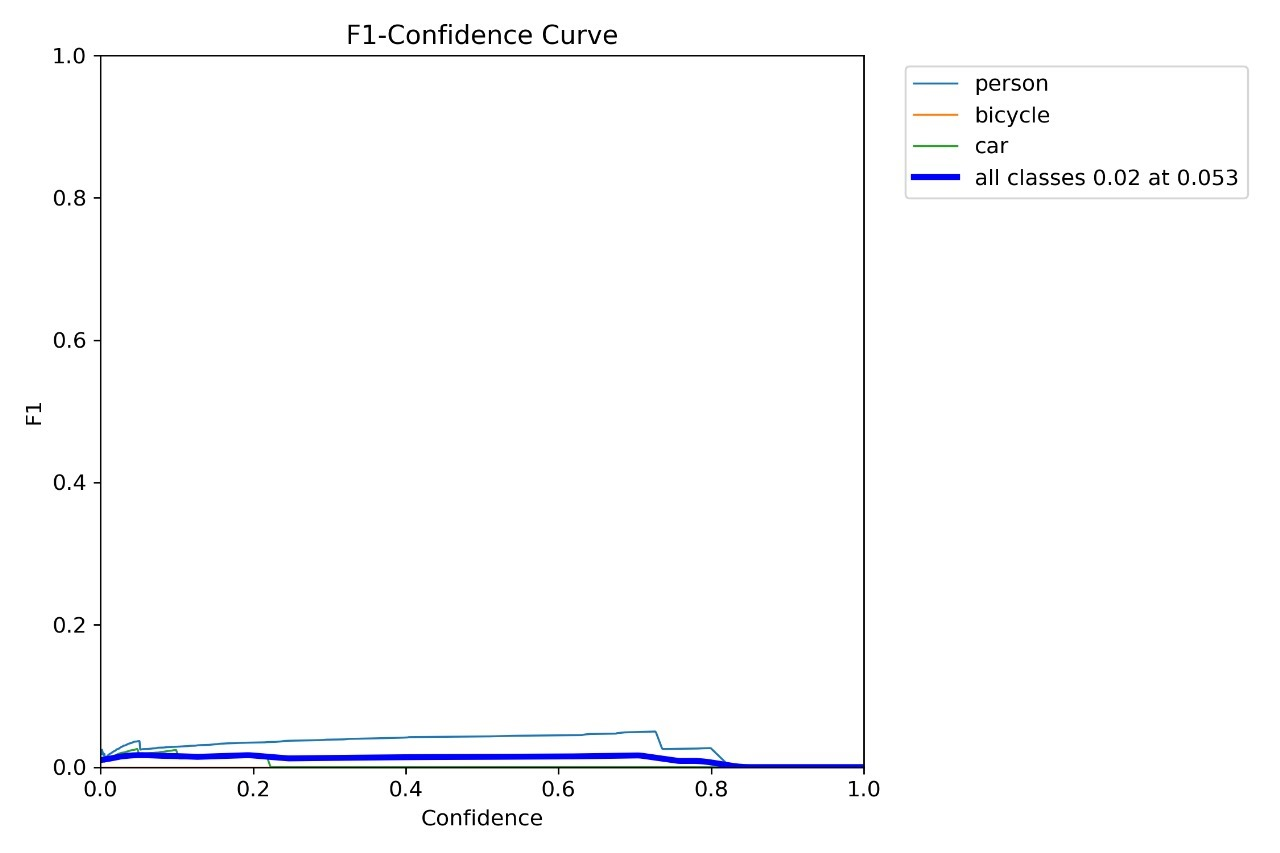 F1-Confidence Curve
1.0
0.8
0.6
0.4
0.2
0.0
F1
0.0 0.2 0.4 0.6 0.8 1.0
Confidence
person
bicycle
car
all classes 0.02 at 0.053